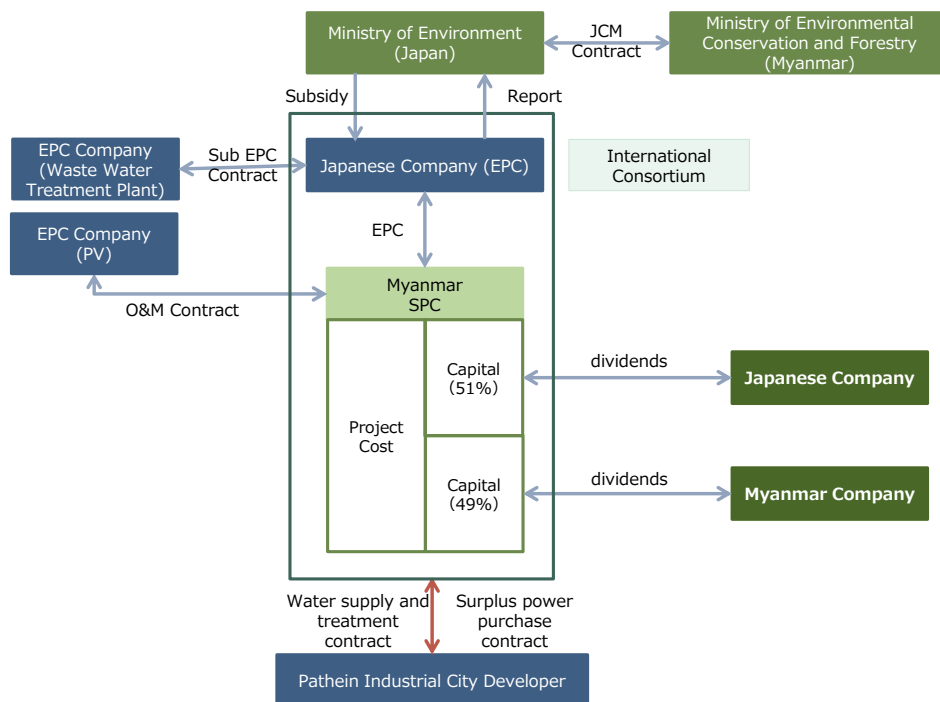 Ministry of Environment
(Japan)
JCM
Contract
Ministry of Environmental
Conservation and Forestry
(Myanmar)
Subsidy
Report
EPC Company
(Waste Water
Treatment Plant)
Sub EPC
Contract
Japanese Company (EPC)
International
Consortium
EPC Company
(PV)
EPC
O&M Contract
Myanmar
SPC
Project
Cost
Capital
(51%)
dividends
Japanese Company
Capital
(49%)
dividends
Myanmar Company
Water supply and
treatment
contract
Surplus power
purchase
contract
Pathein Industrial City Developer